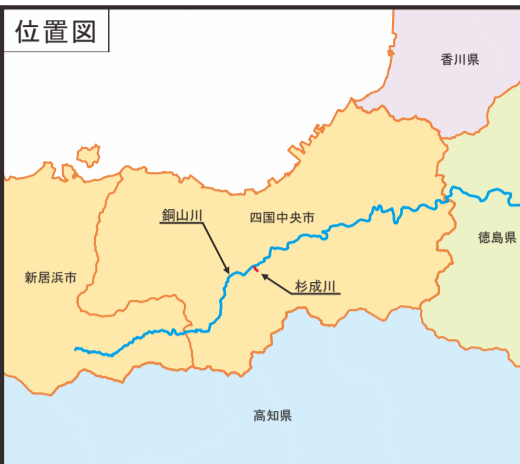 位置図
香川県
銅山川
四国中央市
徳島県
新居浜市
杉成川
高知県